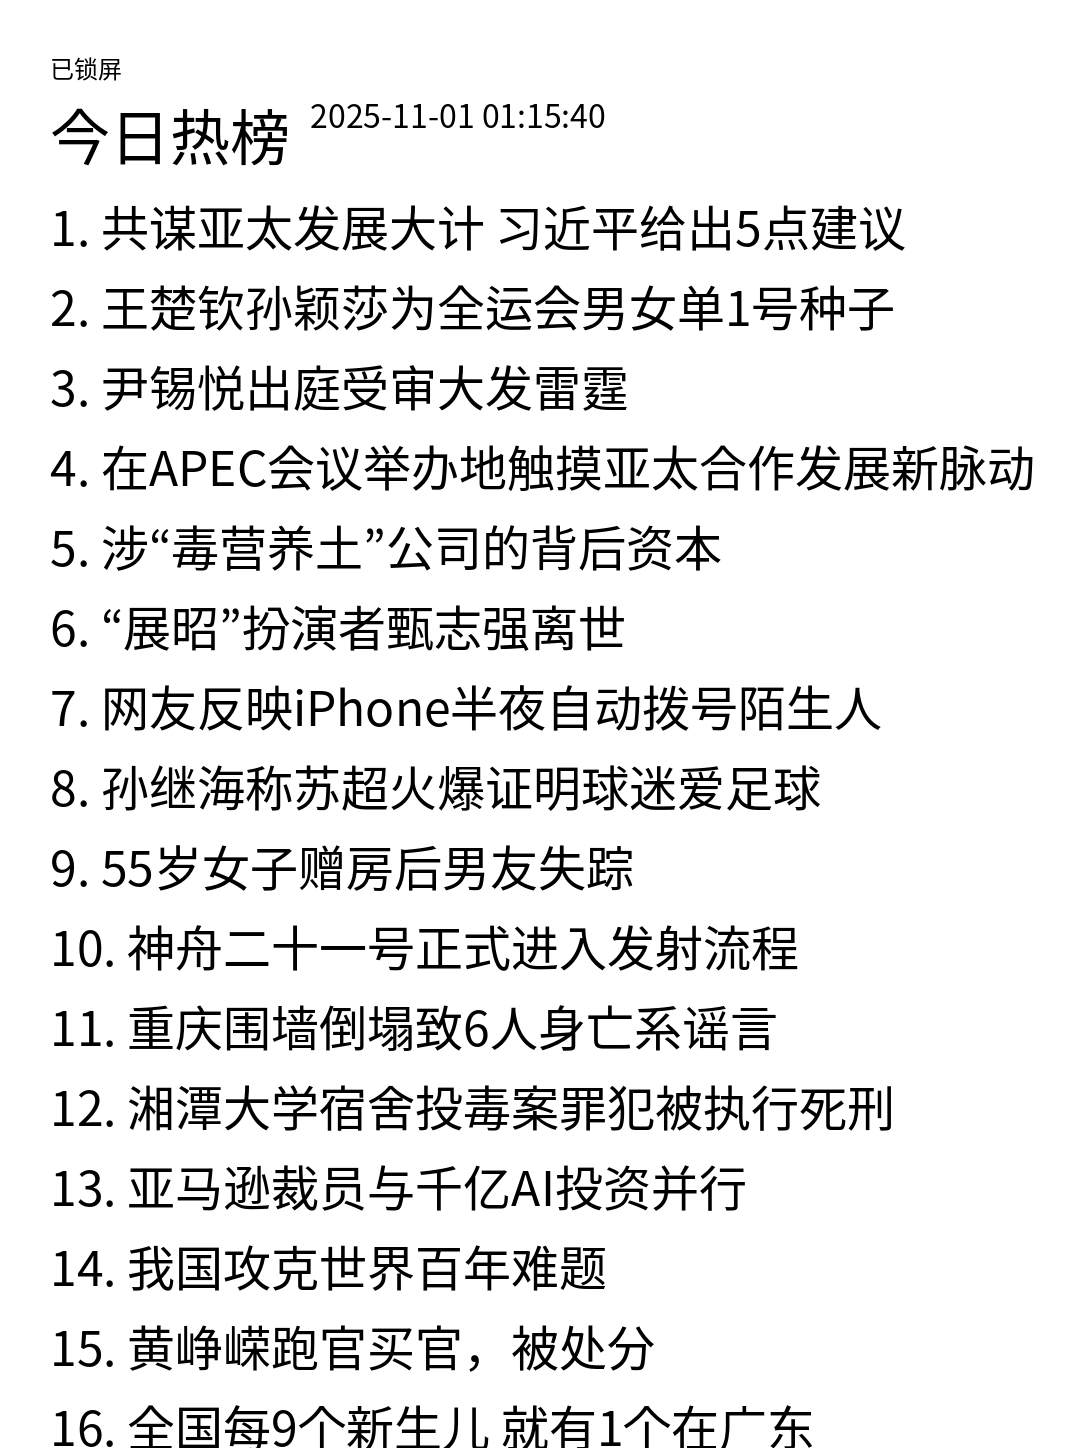 已锁屏
今日热榜 2025-11-01 01:15:40
1. 共谋亚太发展大计 习近平给出5点建议
2. 王楚钦孙颖莎为全运会男女单1号种子
3. 尹锡悦出庭受审大发雷霆
4. 在APEC会议举办地触摸亚太合作发展新脉动
5. 涉“毒营养土”公司的背后资本
6. “展昭”扮演者甄志强离世
7. 网友反映iPhone半夜自动拨号陌生人
8. 孙继海称苏超火爆证明球迷爱足球
9. 55岁女子赠房后男友失踪
10. 神舟二十一号正式进入发射流程
11. 重庆围墙倒塌致6人身亡系谣言
12. 湘潭大学宿舍投毒案罪犯被执行死刑
13. 亚马逊裁员与千亿AI投资并行
14. 我国攻克世界百年难题
15. 黄峥嵘跑官买官，被处分
16. 全国每9个新生儿 就有1个在广东